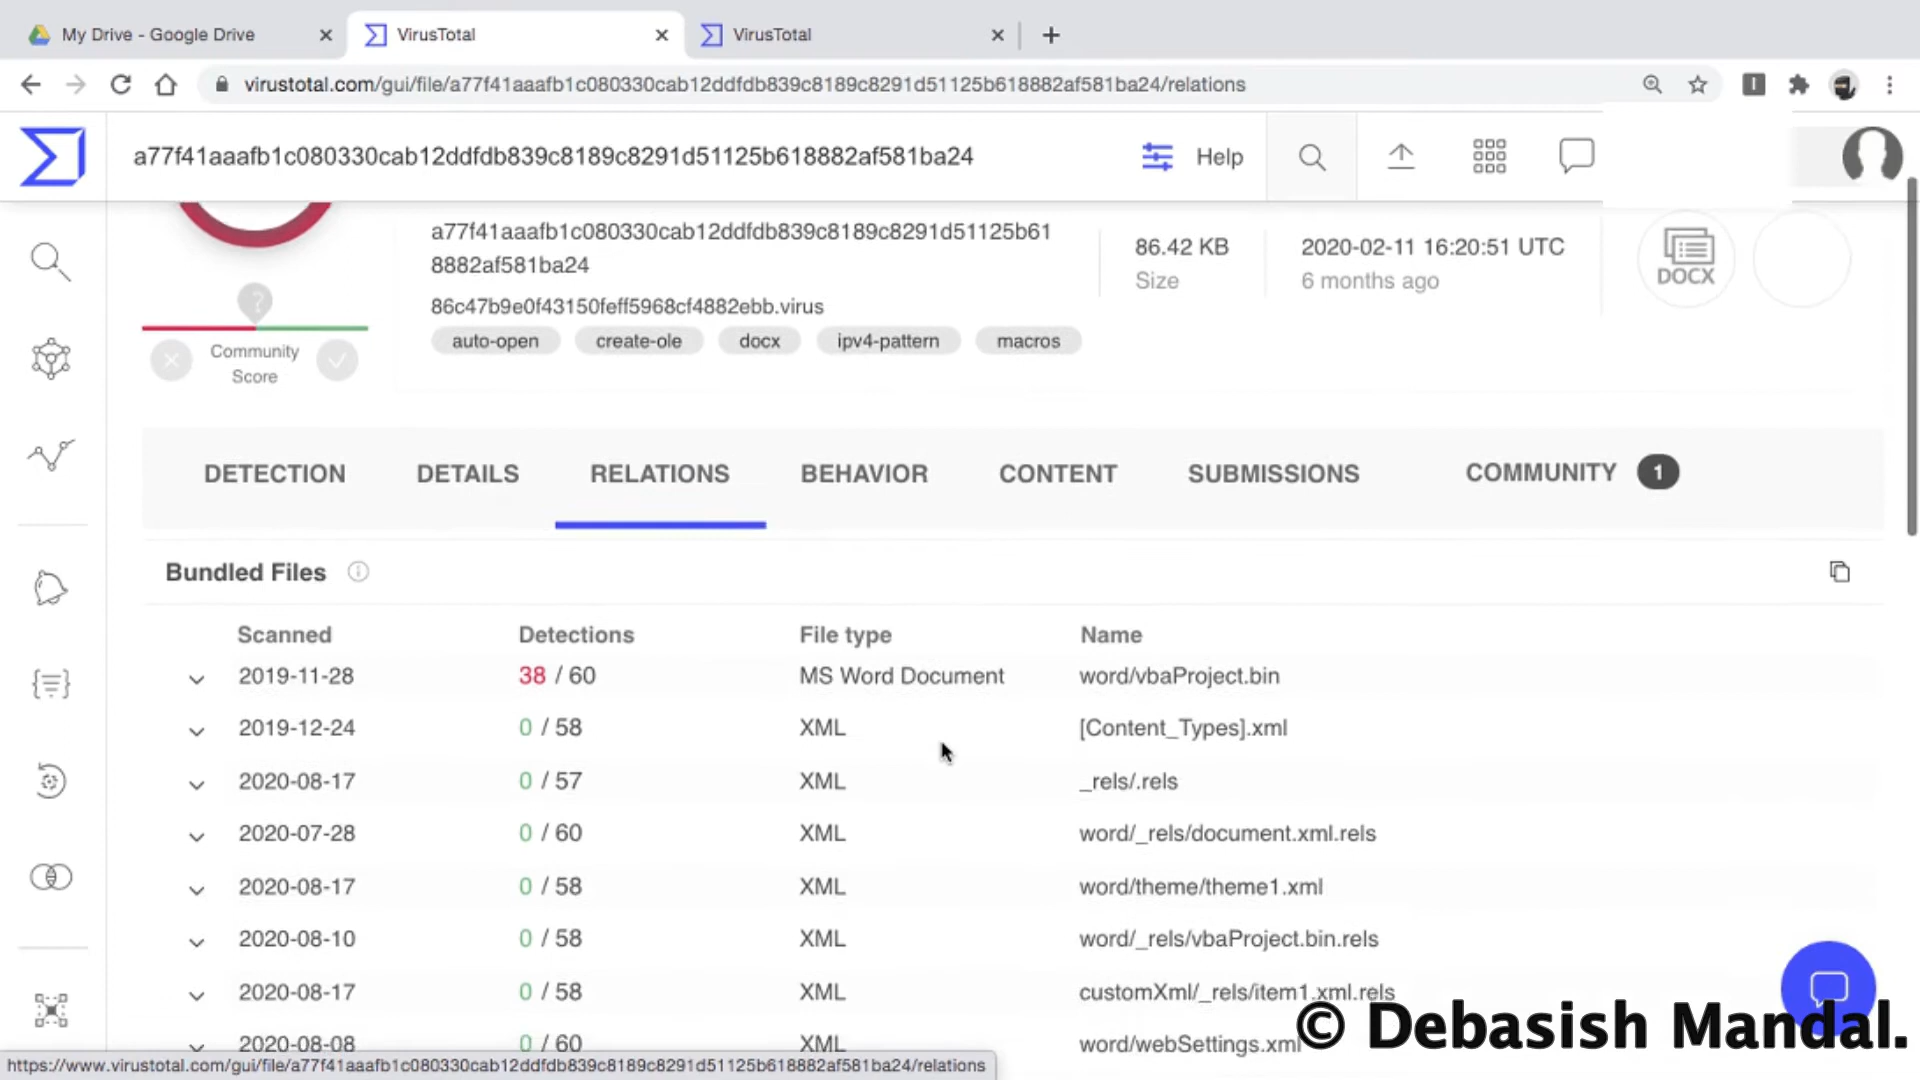 My Drive - Google Drive
VirusTotal
VirusTotal
virustotal.com/gui/file/a77f41aaafb1c080330cab12ddfdb839c8189c8291d51125b618882af581ba24/relations
a77f41aaafb1c080330cab12ddfdb839c8189c8291d51125b618882af581ba24
Help
a77f41aaafb1c080330cab12ddfdb839c8189c8291d51125b61
8882af581ba24
86c47b9e0f43150feff5968cf4882ebb.virus
auto-open create-ole docx ipv4-pattern macros
86.42 KB
Size
2020-02-11 16:20:51 UTC
6 months ago
DOCX
?
Community
Score
DETECTION DETAILS RELATIONS BEHAVIOR CONTENT SUBMISSIONS COMMUNITY 1
Bundled Files
Scanned Detections File type Name
2019-11-28 38 / 60 MS Word Document word/vbaProject.bin
2019-12-24 0 / 58 XML [Content_Types].xml
2020-08-17 0 / 57 XML _rels/.rels
2020-07-28 0 / 60 XML word/_rels/document.xml.rels
2020-08-17 0 / 58 XML word/theme/theme1.xml
2020-08-10 0 / 58 XML word/_rels/vbaProject.bin.rels
2020-08-17 0 / 58 XML customXml/_rels/item1.xml.rels
2020-08-08 0 / 60 XML word/webSettings.xml
© Debasish Mandal.
https://www.virustotal.com/gui/file/a77f41aaafb1c080330cab12ddfdb839c8189c8291d51125b618882af581ba24/relations